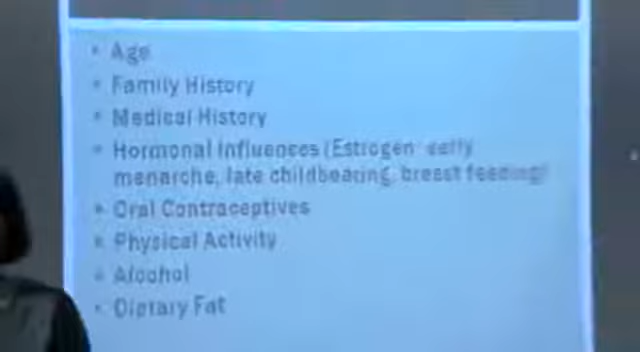 • Age
• Family History
• Medical History
• Hormonal Influences (Estrogen early
menarche, late childbearing, breast feeding)
• Oral Contraceptives
• Physical Activity
• Alcohol
• Dietary Fat